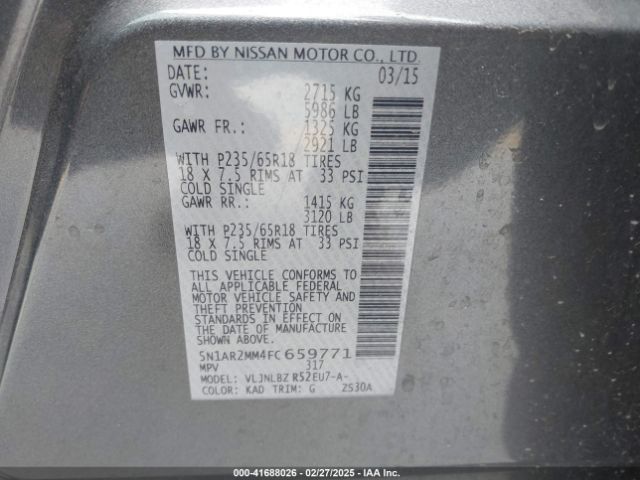 MFD BY NISSAN MOTOR CO., LTD
DATE: 03/15
GVWR: 2715 KG
5986 LB
GAWR FR.: 1325 KG
2921 LB
WITH P235/65R18 TIRES
18 X 7.5 RIMS AT 33 PSI
COLD SINGLE
GAWR RR.: 1415 KG
3120 LB
WITH P235/65R18 TIRES
18 X 7.5 RIMS AT 33 PSI
COLD SINGLE
THIS VEHICLE CONFORMS TO
ALL APPLICABLE FEDERAL
MOTOR VEHICLE SAFETY AND
THEFT PREVENTION
STANDARDS IN EFFECT ON
THE DATE OF MANUFACTURE
SHOWN ABOVE.
5N1AR2MM4FC659771
MPV 317
MODEL: VLJNLBZ R52EU7-A-
COLOR: KAD TRIM: G 2S30A
000-41688026 - 02/27/2025 - IAA Inc.